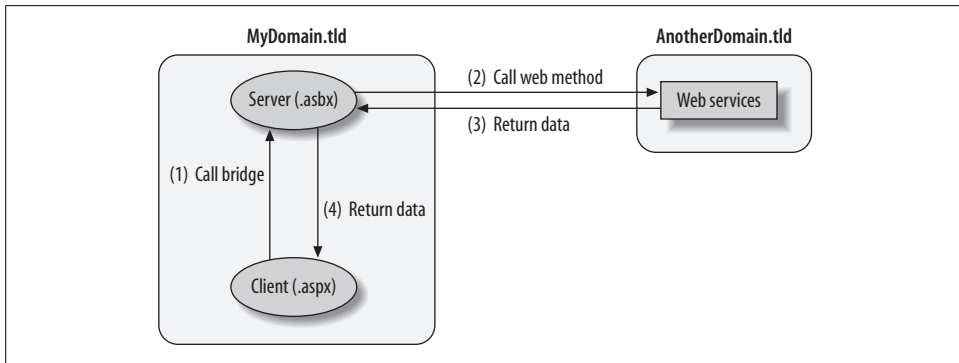 MyDomain.tld
AnotherDomain.tld
Server (.asbx)
(2) Call web method
Web services
(3) Return data
(1) Call bridge
(4) Return data
Client (.aspx)